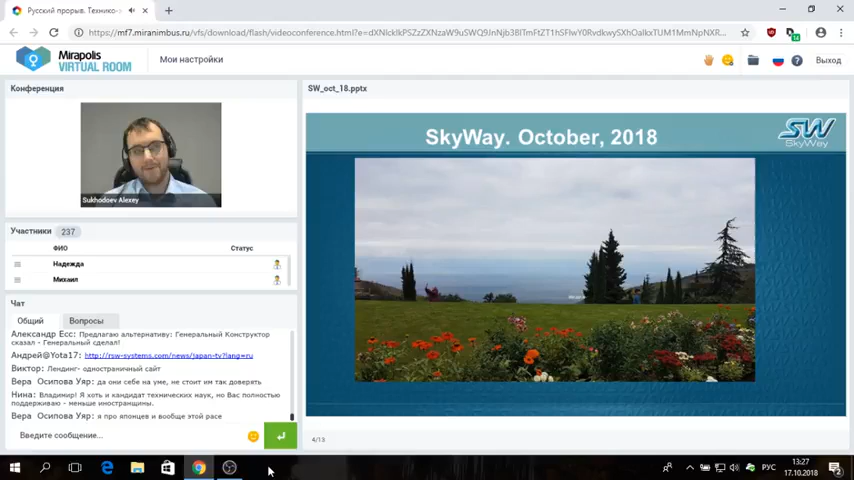 Русский прорыв. Технико
https://mf7.miranimbus.ru/vfs/download/flash/videoconference.html?e=
Mirapolis
VIRTUAL ROOM
Мои настройки
Выход
Конференция
Sukhodoev Alexey
Участники 237
ФИО Статус
Надежда
Михаил
Чат
Общий Вопросы
Александр Есс: Предлагаю альтернативу: Генеральный Конструктор
сказал - Генеральный сделал!
Андрей@Yota17: http://rsw-systems.com/news/japan-tv?lang=ru
Виктор: Лендинг- одностраничный сайт
Вера Осипова Уяр: да они себе на уме, не стоит им так доверять
Нина: Владимир! Я хоть и кандидат технических наук, но Вас полностью
поддерживаю - меньше иностранщины.
Вера Осипова Уяр: я про японцев и вообще этой расе
Введите сообщение...
SW_oct_18.pptx
SkyWay. October, 2018
SW
SkyWay
4/13
РУС
13:27
17.10.2018
2